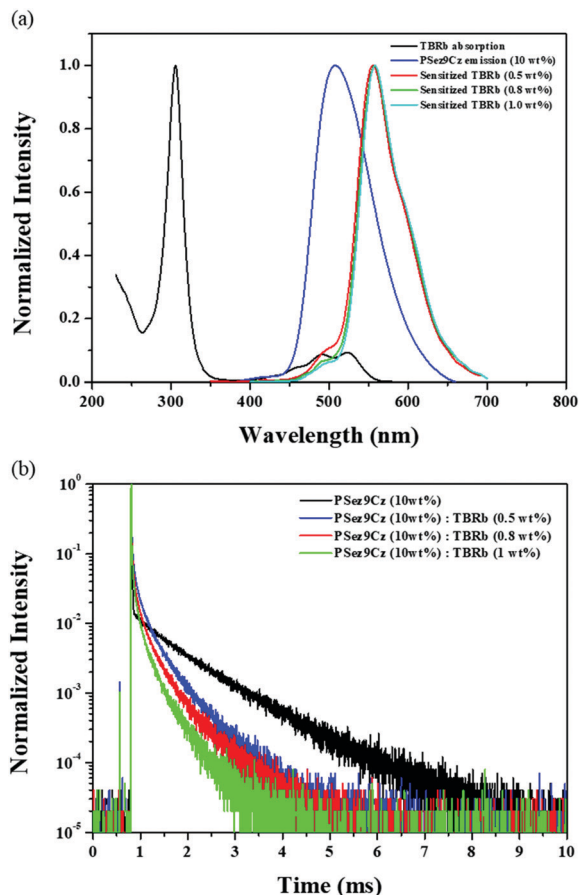 (a)
TBRb absorption
PSez9Cz emission (10 wt%)
Sensitized TBRb (0.5 wt%)
Sensitized TBRb (0.8 wt%)
Sensitized TBRb (1.0 wt%)
1.0
0.8
0.6
0.4
0.2
0.0
Normalized Intensity
200 300 400 500 600 700 800
Wavelength (nm)
(b)
PSez9Cz (10wt%)
PSez9Cz (10wt%) : TBRb (0.5 wt%)
PSez9Cz (10wt%) : TBRb (0.8 wt%)
PSez9Cz (10wt%) : TBRb (1 wt%)
10⁰
10⁻¹
10⁻²
10⁻³
10⁻⁴
10⁻⁵
Normalized Intensity
0 1 2 3 4 5 6 7 8 9 10
Time (ms)